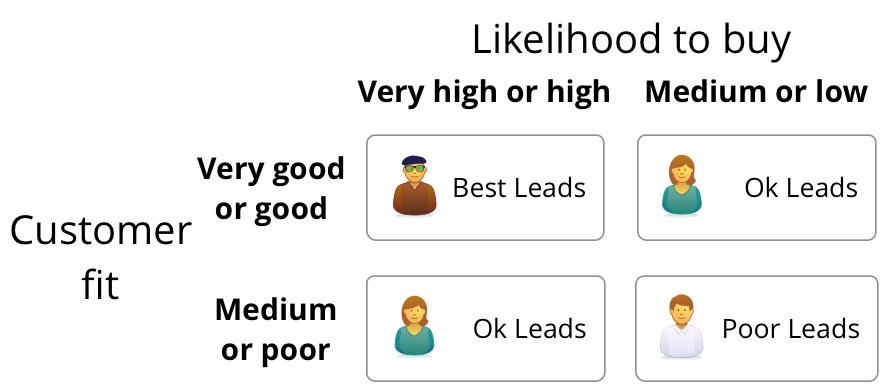 Likelihood to buy
Very high or high
Medium or low
Very good
or good
Best Leads
Ok Leads
Customer
fit
Medium
or poor
Ok Leads
Poor Leads